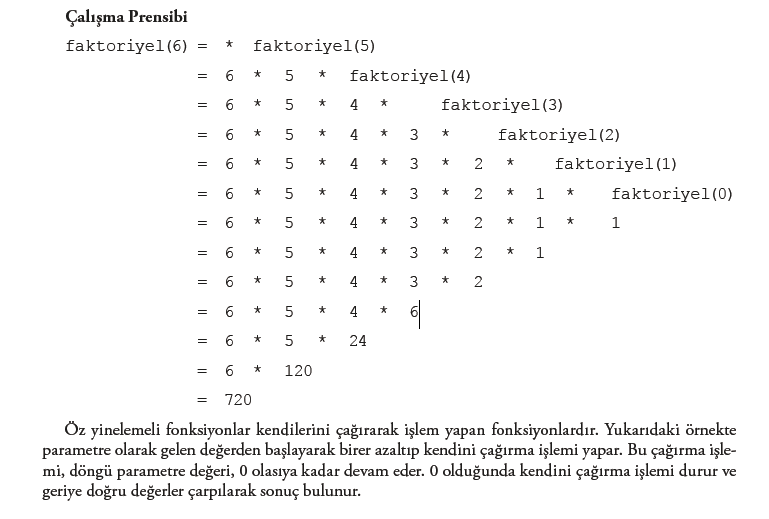 Çalışma Prensibi
faktoriyel(6) = * faktoriyel(5)
= 6 * 5 * faktoriyel(4)
= 6 * 5 * 4 * faktoriyel(3)
= 6 * 5 * 4 * 3 * faktoriyel(2)
= 6 * 5 * 4 * 3 * 2 * faktoriyel(1)
= 6 * 5 * 4 * 3 * 2 * 1 * faktoriyel(0)
= 6 * 5 * 4 * 3 * 2 * 1 * 1
= 6 * 5 * 4 * 3 * 2 * 1
= 6 * 5 * 4 * 3 * 2
= 6 * 5 * 4 * 6
= 6 * 5 * 24
= 6 * 120
= 720
Öz yinelemeli fonksiyonlar kendilerini çağırarak işlem yapan fonksiyonlardır. Yukarıdaki örnekte
parametre olarak gelen değerden başlayarak birer azaltıp kendini çağırma işlemi yapar. Bu çağırma işle-
mi, döngü parametre değeri, 0 olasıya kadar devam eder. 0 olduğunda kendini çağırma işlemi durur ve
geriye doğru değerler çarpılarak sonuç bulunur.